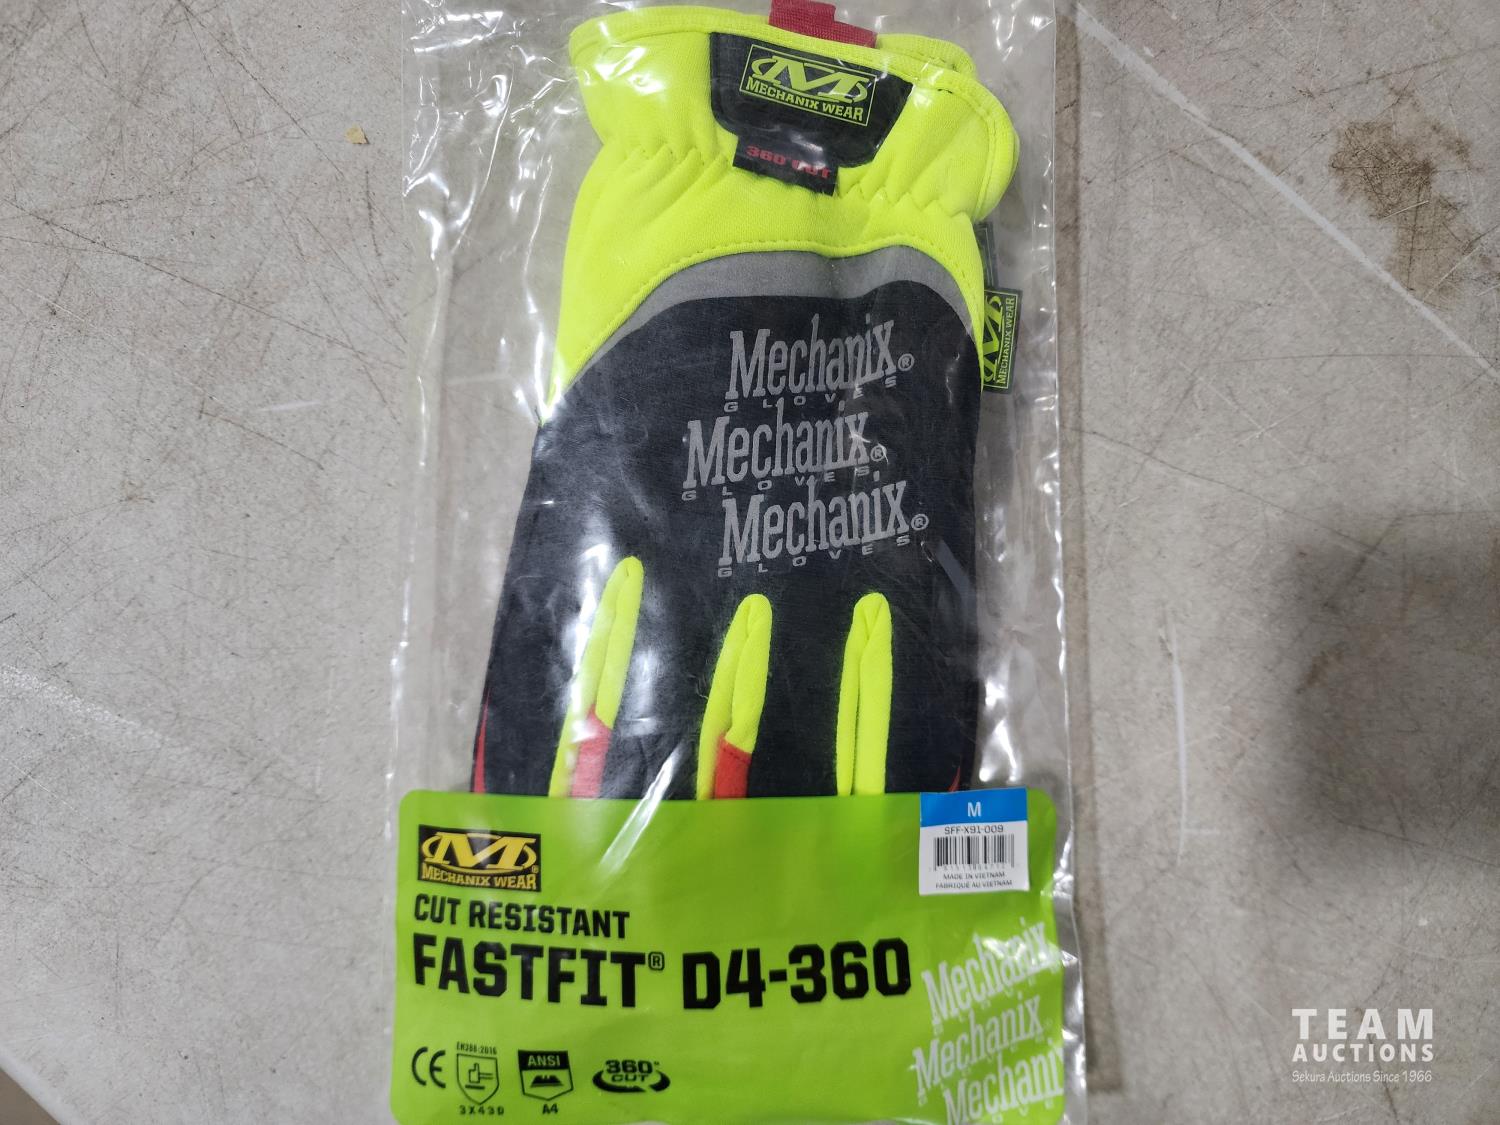 MECHANIX WEAR
360 CUT
Mechanix®
GLOVES
Mechanix®
GLOVES
Mechanix®
GLOVES
MECHANIX WEAR
M
SFF-X91-009
MADE IN VIETNAM
FABRIQUÉ AU VIETNAM
MECHANIX WEAR®
CUT RESISTANT
FASTFIT® D4-360
Mechanix
Mechanix
Mechanix
CE
EN388:2016
3X43D
ANSI
A4
360°
CUT
TEAM
AUCTIONS
Sekura Auctions Since 1966